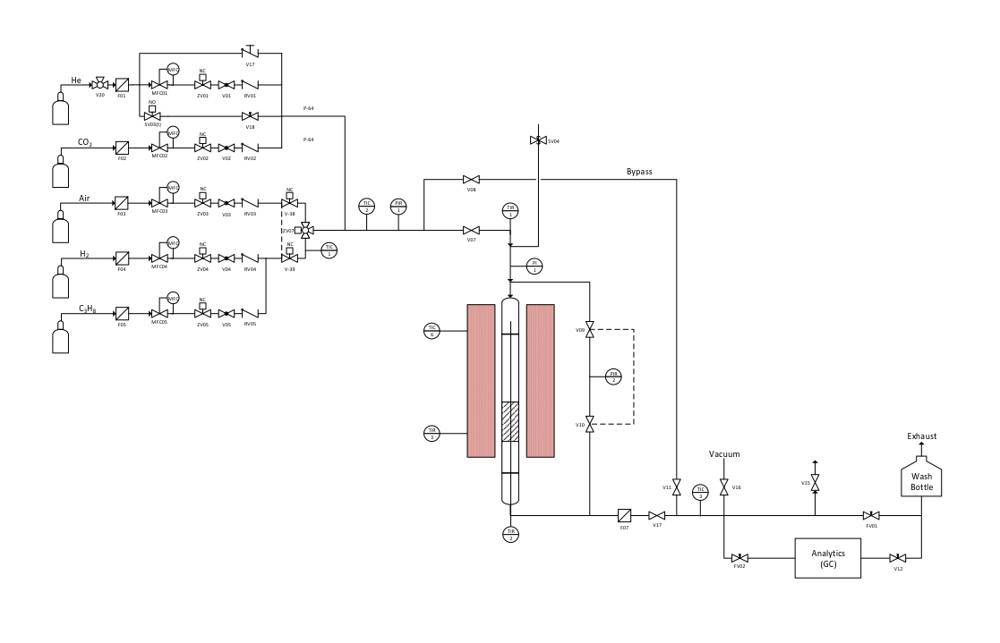 V17
He
MFC
NC
V20
F01
MFC01
ZV01
V01
RV01
NO
P-64
SV03(t)
V18
CO2
MFC
NC
P-64
F02
MFC02
ZV02
V02
RV02
SV04
Bypass
Air
MFC
NC
NC
V08
F03
MFC03
ZV03
V03
RV03
V-38
TIC
2
PIR
1
TIR
1
ZV07
V07
H2
MFC
NC
NC
TIC
1
F04
MFC04
ZV04
V04
RV04
V-39
PI
1
C3H8
MFC
NC
F05
MFC05
ZV05
V05
RV05
TIC
6
V09
PIR
2
V10
TIR
3
Exhaust
Vacuum
Wash
Bottle
V11
TIC
3
V16
V15
F07
V17
FV01
TIR
2
Analytics
(GC)
FV02
V12